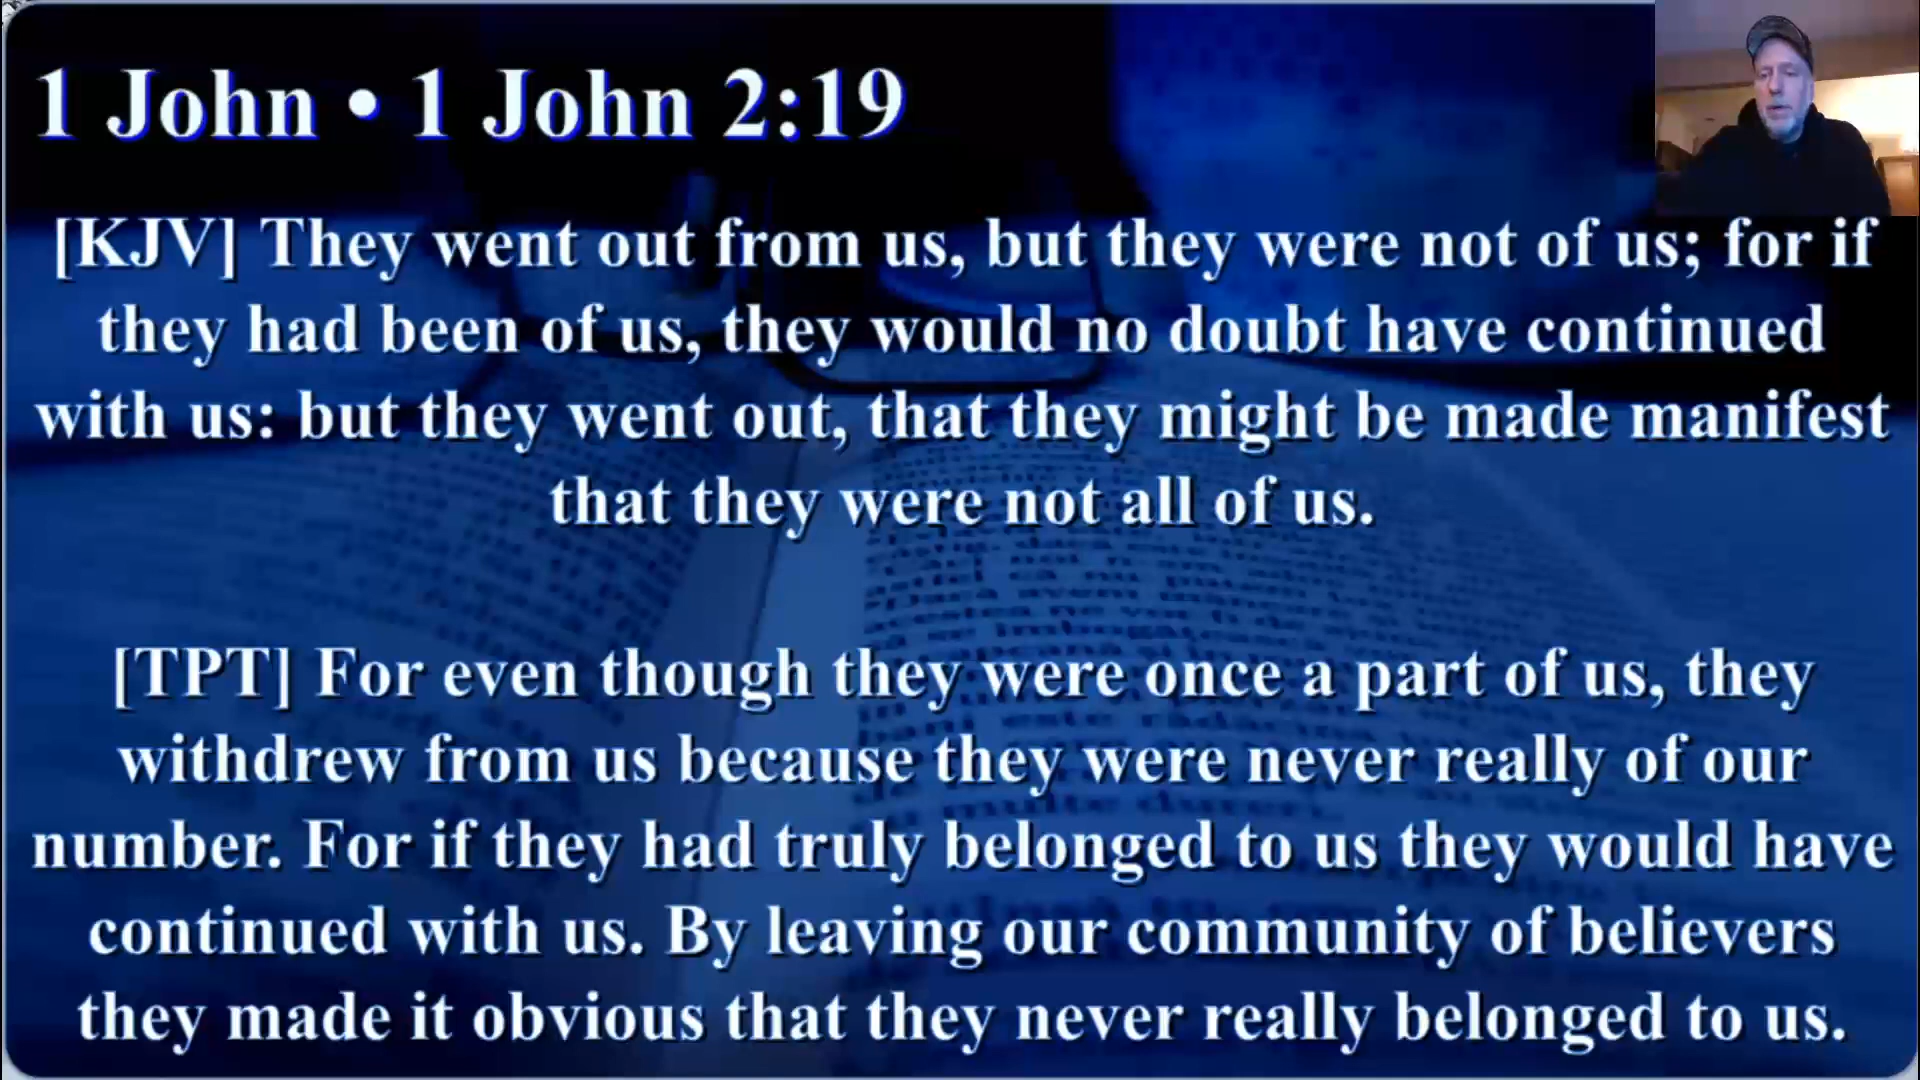 1 John • 1 John 2:19
[KJV] They went out from us, but they were not of us; for if
they had been of us, they would no doubt have continued
with us: but they went out, that they might be made manifest
that they were not all of us.
[TPT] For even though they were once a part of us, they
withdrew from us because they were never really of our
number. For if they had truly belonged to us they would have
continued with us. By leaving our community of believers
they made it obvious that they never really belonged to us.